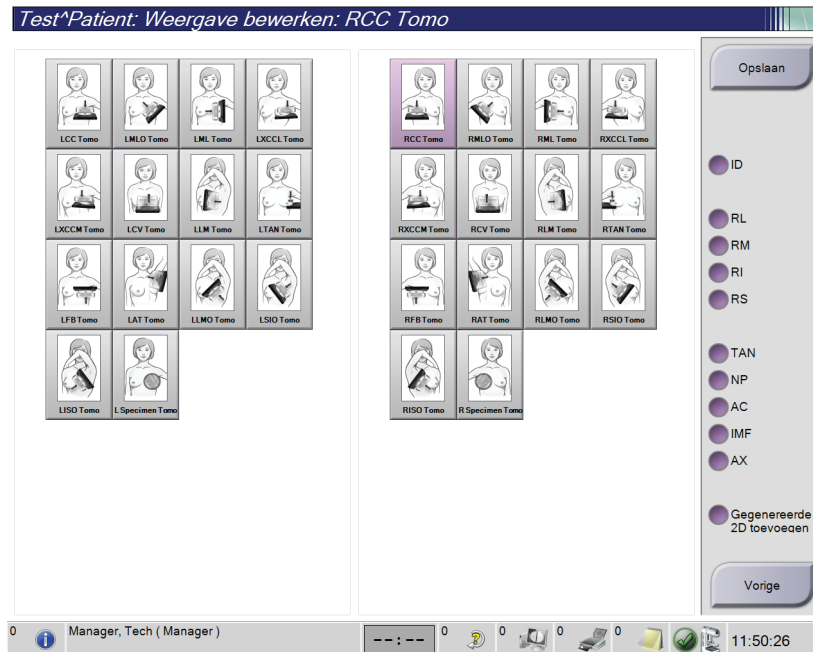 Test^Patient: Weergave bewerken: RCC Tomo
LCC Tomo LMLO Tomo LML Tomo LXCCL Tomo
LXCCM Tomo LCV Tomo LLM Tomo LTAN Tomo
LFB Tomo LAT Tomo LLMO Tomo LSIO Tomo
LISO Tomo L Specimen Tomo
RCC Tomo RMLO Tomo RML Tomo RXCCL Tomo
RXCCM Tomo RCV Tomo RLM Tomo RTAN Tomo
RFB Tomo RAT Tomo RLMO Tomo RSIO Tomo
RISO Tomo R Specimen Tomo
Opslaan
ID
RL
RM
RI
RS
TAN
NP
AC
IMF
AX
Gegenereerde
2D toevoegen
Vorige
0 Manager, Tech ( Manager ) --:-- 0 0 0 0 11:50:26